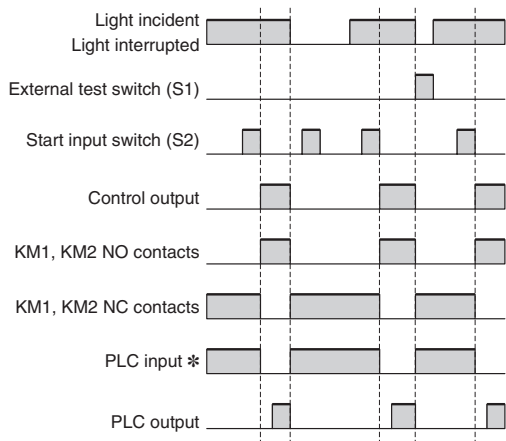 Light incident
Light interrupted
External test switch (S1)
Start input switch (S2)
Control output
KM1, KM2 NO contacts
KM1, KM2 NC contacts
PLC input ✻
PLC output